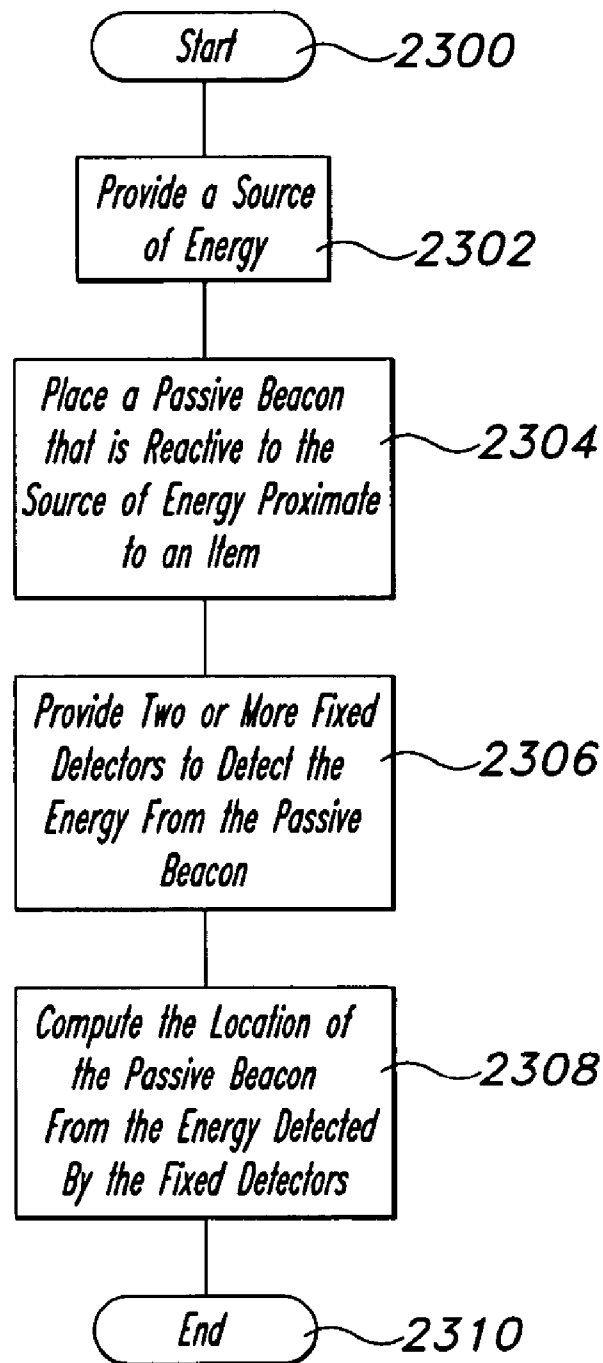 Start
2300
Provide a Source
of Energy
2302
Place a Passive Beacon
that is Reactive to the
Source of Energy Proximate
to an Item
2304
Provide Two or More Fixed
Detectors to Detect the
Energy From the Passive
Beacon
2306
Compute the Location of
the Passive Beacon
From the Energy Detected
By the Fixed Detectors
2308
End
2310